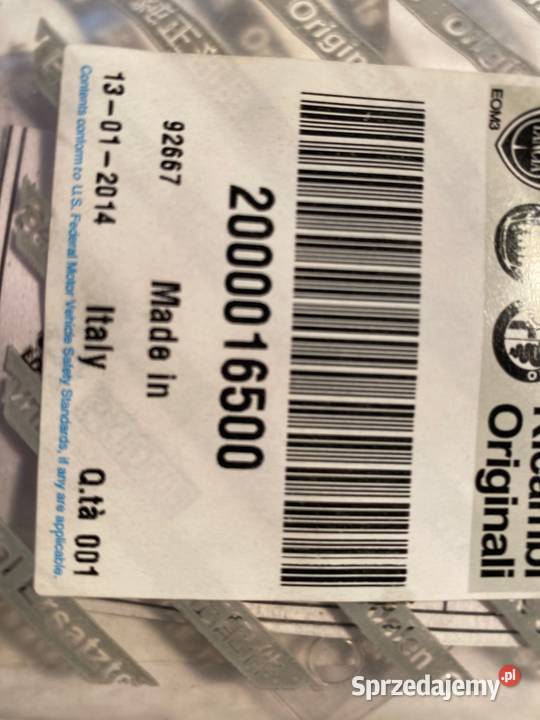 EOM3
Ricambi
Originali
2000016500
92667 Made in
13-01-2014 Italy Q.tà 001
Contents conform to U.S. Federal Motor Vehicle Safety Standards, if any are applicable.
Sprzedajemy.pl